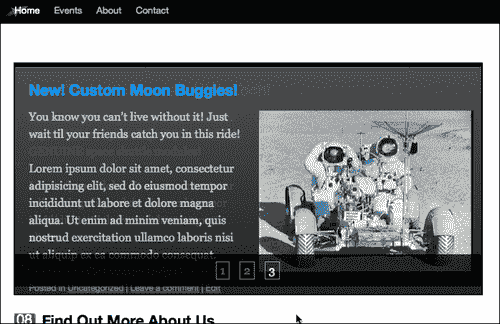 Home Events About Contact
New! Custom Moon Buggies!
You know you can't live without it! Just
wait til your friends catch you in this ride!
Lorem ipsum dolor sit amet, consectetur
adipisicing elit, sed do eiusmod tempor
incididunt ut labore et dolore magna
aliqua. Ut enim ad minim veniam, quis
nostrud exercitation ullamco laboris nisi
ut aliquip ex ea commodo consequat.
1 2 3
Posted in Uncategorized | Leave a comment | Edit
08 Find Out More About Us